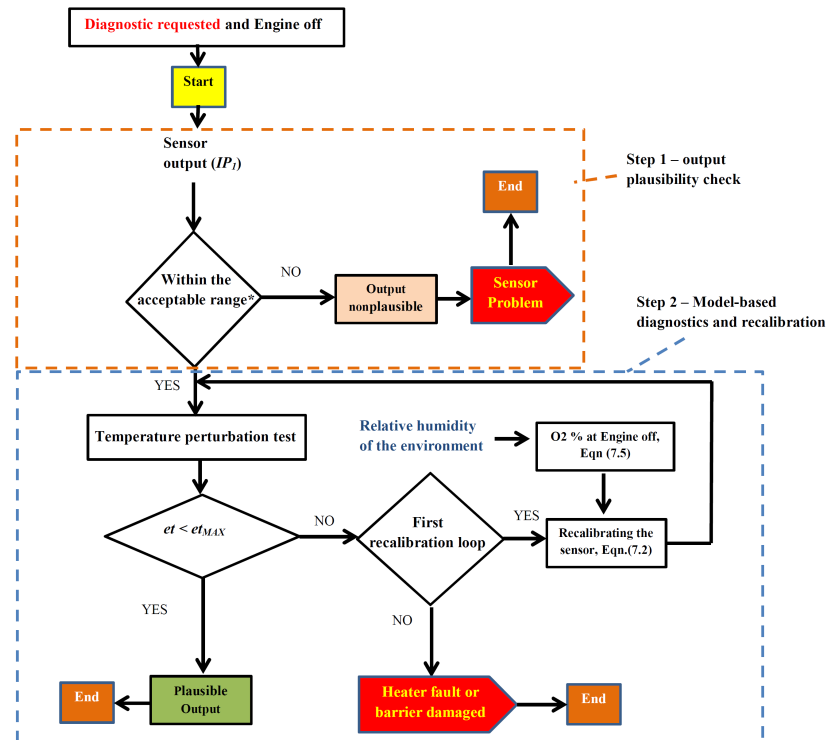 Diagnostic requested and Engine off
Start
Sensor
output (IP1)
Step 1 – output
plausibility check
End
Within the
acceptable range*
NO
Output
nonplausible
Sensor
Problem
Step 2 – Model-based
diagnostics and recalibration
YES
Temperature perturbation test
Relative humidity
of the environment
O2 % at Engine off,
Eqn (7.5)
et < etMAX
NO
First
recalibration loop
YES
Recalibrating the
sensor, Eqn.(7.2)
YES
NO
End
Plausible
Output
Heater fault or
barrier damaged
End